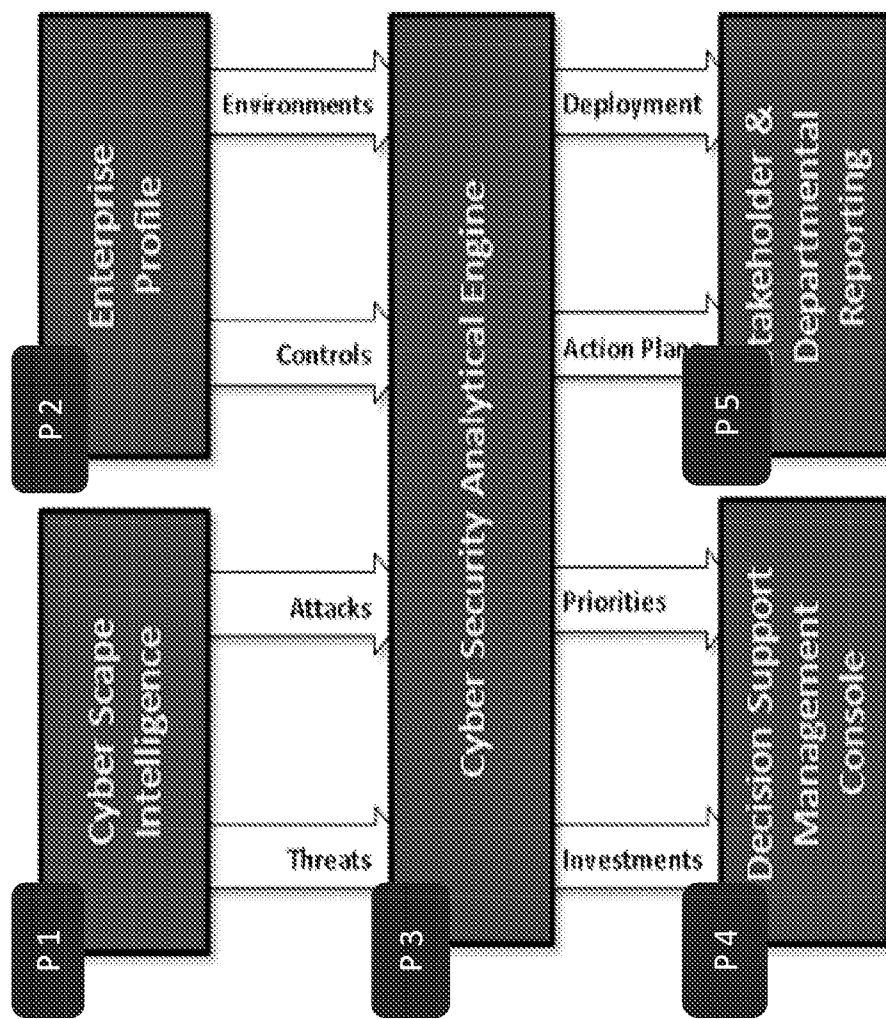 P 1
Cyber Scape
Intelligence
P 2
Enterprise
Profile
Threats
Attacks
Controls
Environments
P 3
Cyber Security Analytical Engine
Investments
Priorities
Action Plans
Deployment
P 4
Decision Support
Management
Console
P 5
takeholder &
Departmental
Reporting